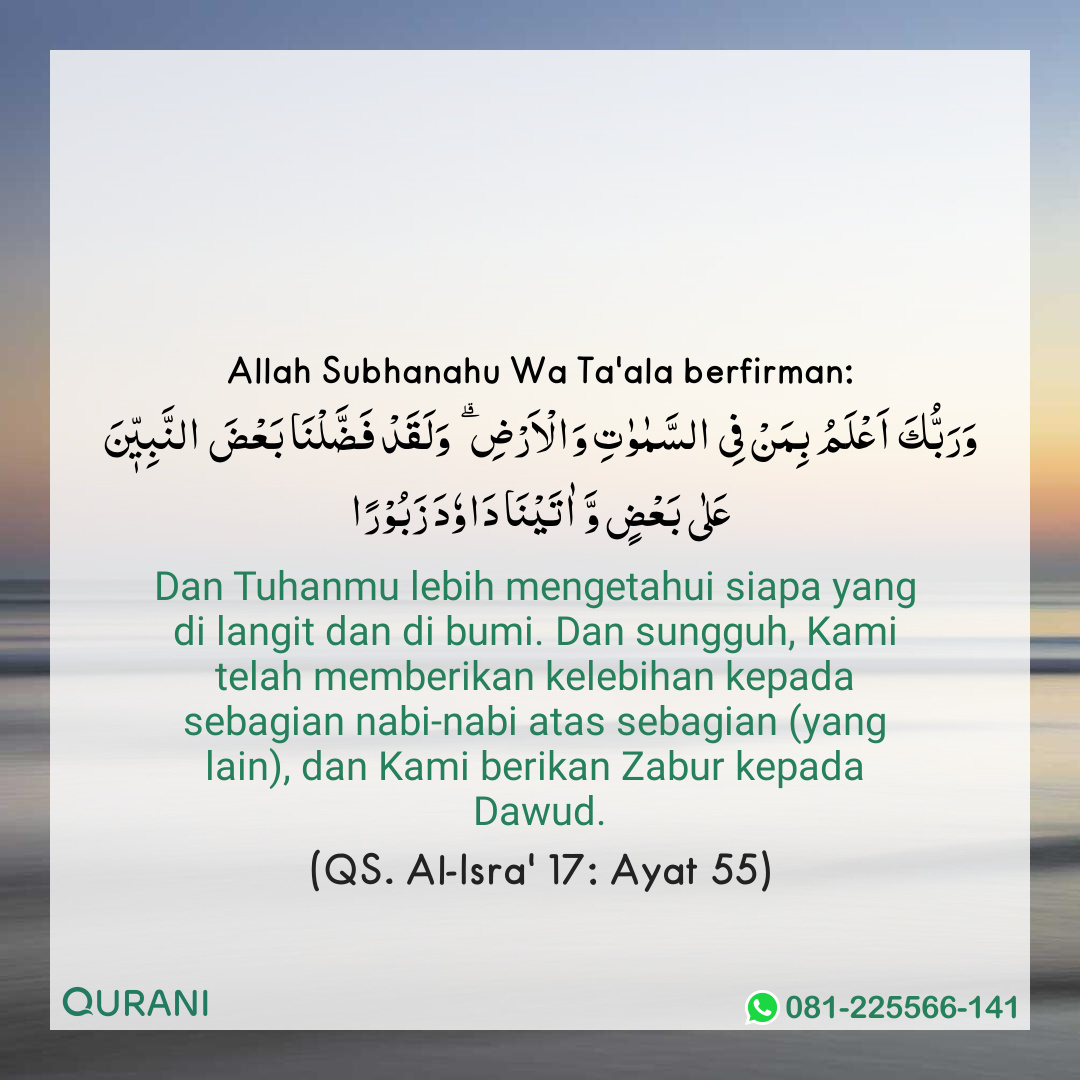 Allah Subhanahu Wa Ta'ala berfirman:
وَرَبُّكَ اَعْلَمُ بِمَنْ فِى السَّمٰوٰتِ وَالْاَرْضِۗ وَلَقَدْ فَضَّلْنَا بَعْضَ النَّبِيّٖنَ
عَلٰى بَعْضٍ وَّاٰتَيْنَا دَاوٗدَ زَبُوْرًا
Dan Tuhanmu lebih mengetahui siapa yang
di langit dan di bumi. Dan sungguh, Kami
telah memberikan kelebihan kepada
sebagian nabi-nabi atas sebagian (yang
lain), dan Kami berikan Zabur kepada
Dawud.
(QS. Al-Isra' 17: Ayat 55)
QURANI
081-225566-141